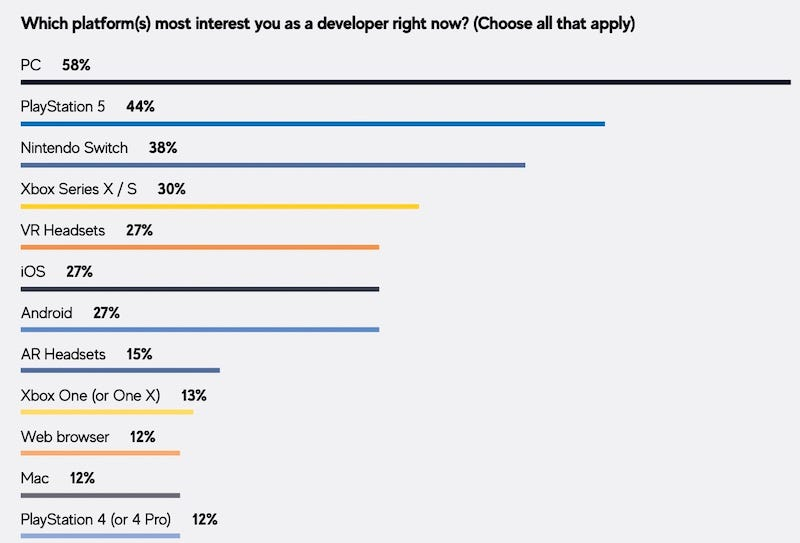 Which platform(s) most interest you as a developer right now? (Choose all that apply)
PC 58%
PlayStation 5 44%
Nintendo Switch 38%
Xbox Series X / S 30%
VR Headsets 27%
iOS 27%
Android 27%
AR Headsets 15%
Xbox One (or One X) 13%
Web browser 12%
Mac 12%
PlayStation 4 (or 4 Pro) 12%